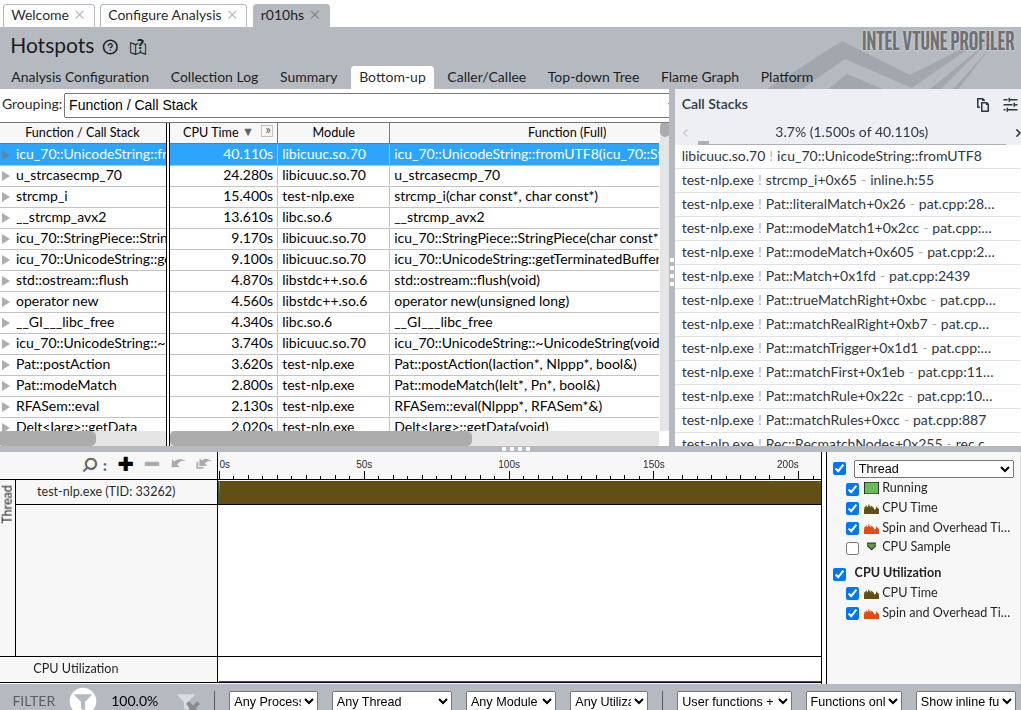 Welcome
Configure Analysis
r010hs
Hotspots
INTEL VTUNE PROFILER
Analysis Configuration Collection Log Summary Bottom-up Caller/Callee Top-down Tree Flame Graph Platform
Grouping: Function / Call Stack
Function / Call Stack CPU Time ▼ » Module Function (Full)
icu_70::UnicodeString::fr 40.110s libicuuc.so.70 icu_70::UnicodeString::fromUTF8(icu_70::S
u_strcasecmp_70 24.280s libicuuc.so.70 u_strcasecmp_70
strcmp_i 15.400s test-nlp.exe strcmp_i(char const*, char const*)
__strcmp_avx2 13.610s libc.so.6 __strcmp_avx2
icu_70::StringPiece::Strin 9.170s libicuuc.so.70 icu_70::StringPiece::StringPiece(char const*
icu_70::UnicodeString::ge 9.100s libicuuc.so.70 icu_70::UnicodeString::getTerminatedBuffer
std::ostream::flush 4.870s libstdc++.so.6 std::ostream::flush(void)
operator new 4.560s libstdc++.so.6 operator new(unsigned long)
__GI___libc_free 4.340s libc.so.6 __GI___libc_free
icu_70::UnicodeString::~ 3.740s libicuuc.so.70 icu_70::UnicodeString::~UnicodeString(void
Pat::postAction 3.620s test-nlp.exe Pat::postAction(Iaction*, Nlppp*, bool&)
Pat::modeMatch 2.800s test-nlp.exe Pat::modeMatch(Ielt*, Pn*, bool&)
RFASem::eval 2.130s test-nlp.exe RFASem::eval(Nlppp*, RFASem*&)
Delt<Iarg>::getData 2.020s test-nlp.exe Delt<Iarg>::getData(void)
Call Stacks
3.7% (1.500s of 40.110s)
libicuuc.so.70 ! icu_70::UnicodeString::fromUTF8
test-nlp.exe ! strcmp_i+0x65 - inline.h:55
test-nlp.exe ! Pat::literalMatch+0x26 - pat.cpp:28...
test-nlp.exe ! Pat::modeMatch1+0x2cc - pat.cpp:...
test-nlp.exe ! Pat::modeMatch+0x605 - pat.cpp:2...
test-nlp.exe ! Pat::Match+0x1fd - pat.cpp:2439
test-nlp.exe ! Pat::trueMatchRight+0xbc - pat.cpp...
test-nlp.exe ! Pat::matchRealRight+0xb7 - pat.cp...
test-nlp.exe ! Pat::matchTrigger+0x1d1 - pat.cpp:...
test-nlp.exe ! Pat::matchFirst+0x1eb - pat.cpp:11...
test-nlp.exe ! Pat::matchRule+0x22c - pat.cpp:10...
test-nlp.exe ! Pat::matchRules+0xcc - pat.cpp:887
test-nlp.exe ! Rec::RecmatchNodes+0x255 - rec.c...
0s 50s 100s 150s 200s
Thread
test-nlp.exe (TID: 33262)
CPU Utilization
Thread
Running
CPU Time
Spin and Overhead Ti...
CPU Sample
CPU Utilization
CPU Time
Spin and Overhead Ti...
FILTER 100.0% Any Process Any Thread Any Module Any Utiliza User functions + Functions onl Show inline fu